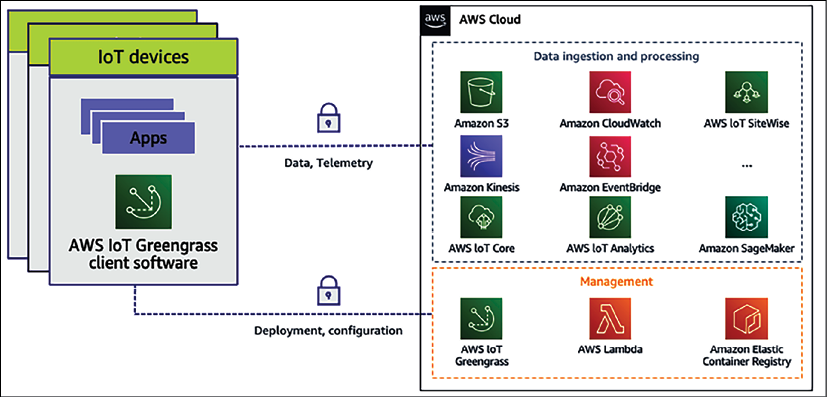 IoT devices
Apps
AWS IoT Greengrass
client software
Data, Telemetry
Deployment, configuration
aws
AWS Cloud
Data ingestion and processing
Amazon S3
Amazon CloudWatch
AWS IoT SiteWise
Amazon Kinesis
Amazon EventBridge
...
AWS IoT Core
AWS IoT Analytics
Amazon SageMaker
Management
AWS IoT
Greengrass
AWS Lambda
Amazon Elastic
Container Registry